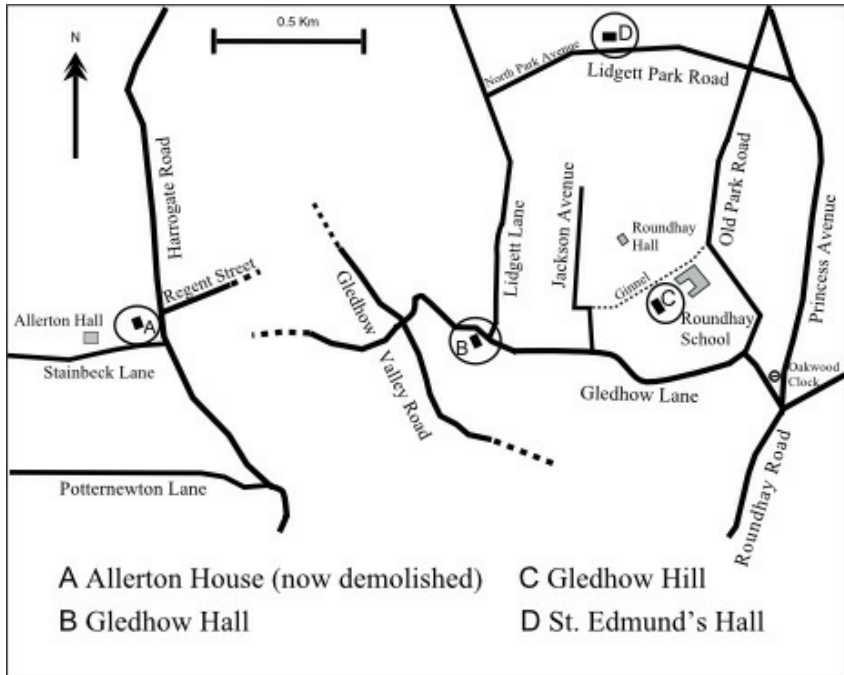 N
0.5 Km
D
North Park Avenue
Lidgett Park Road
Harrogate Road
Old Park Road
Princess Avenue
Lidgett Lane
Jackson Avenue
Roundhay
Hall
Regent Street
Ginnel
Gledhow
Valley Road
Allerton Hall
A
C
Roundhay
School
B
Stainbeck Lane
Oakwood
Clock
Gledhow Lane
Roundhay Road
Potternewton Lane
A Allerton House (now demolished)
C Gledhow Hill
B Gledhow Hall
D St. Edmund's Hall